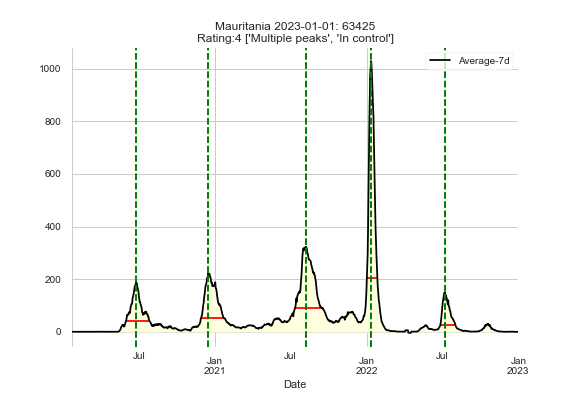 Mauritania 2023-01-01: 63425
Rating:4 ['Multiple peaks', 'In control']
Average-7d
1000
800
600
400
200
0
Jul
Jan
2021
Jul
Jan
2022
Jul
Jan
2023
Date